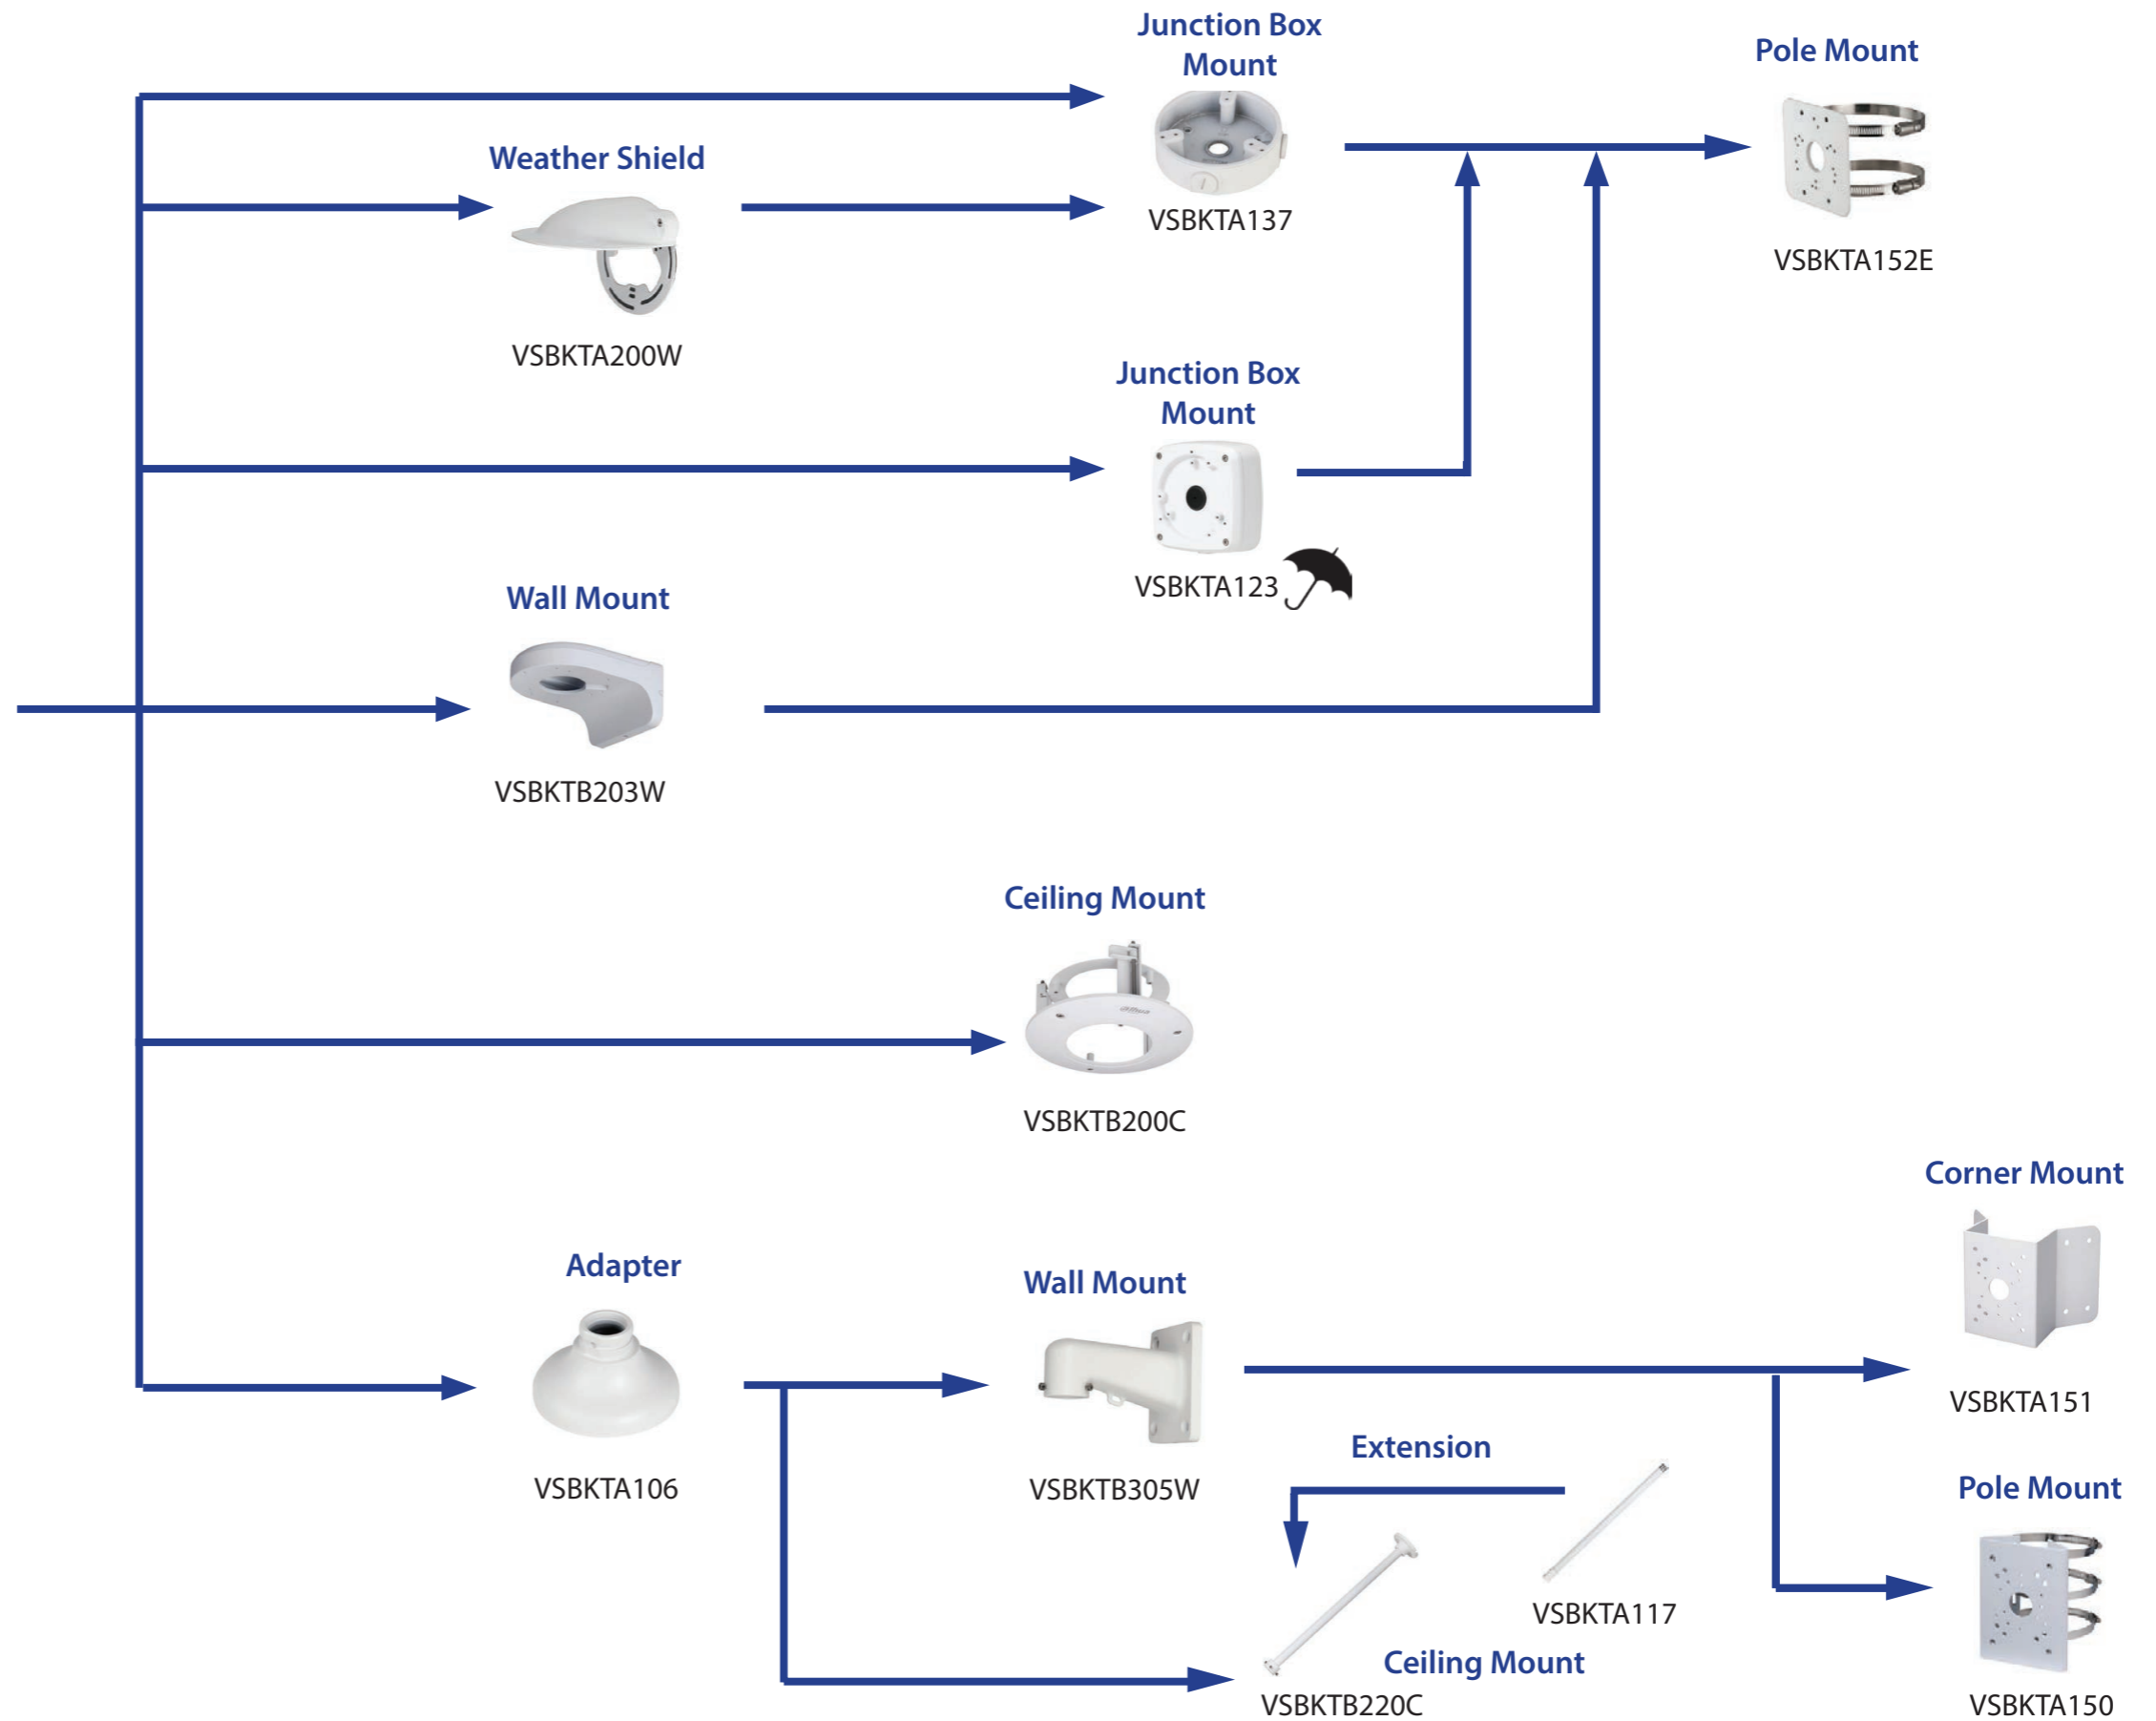 Junction Box
Mount
VSBKTA137
Pole Mount
VSBKTA152E
Weather Shield
VSBKTA200W
Junction Box
Mount
VSBKTA123
Wall Mount
VSBKTB203W
Ceiling Mount
alhua
VSBKTB200C
Corner Mount
VSBKTA151
Adapter
VSBKTA106
Wall Mount
VSBKTB305W
Extension
VSBKTA117
Ceiling Mount
VSBKTB220C
Pole Mount
VSBKTA150